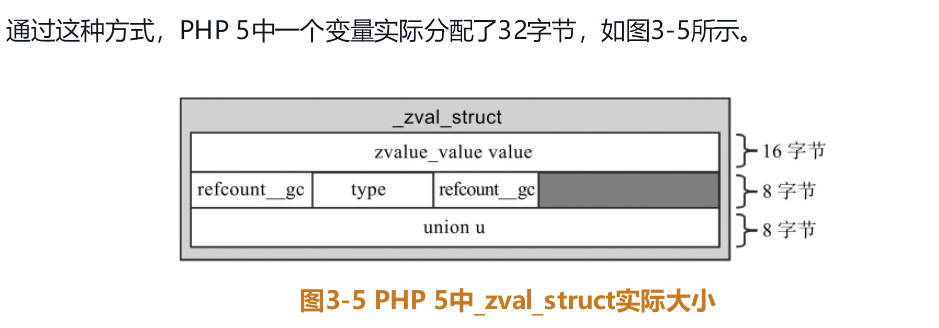 通过这种方式，PHP 5中一个变量实际分配了32字节，如图3-5所示。
_zval_struct
zvalue_value value
16 字节
refcount__gc type refcount__gc
8 字节
union u
8 字节
图3-5 PHP 5中_zval_struct实际大小